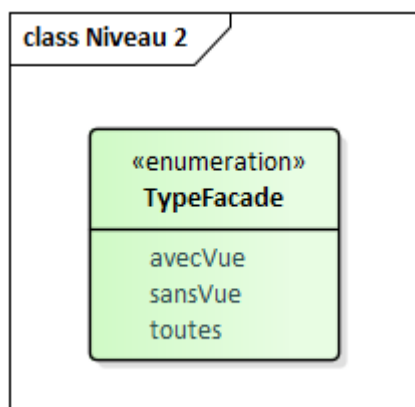 class Niveau 2
«enumeration»
TypeFacade
avecVue
sansVue
toutes